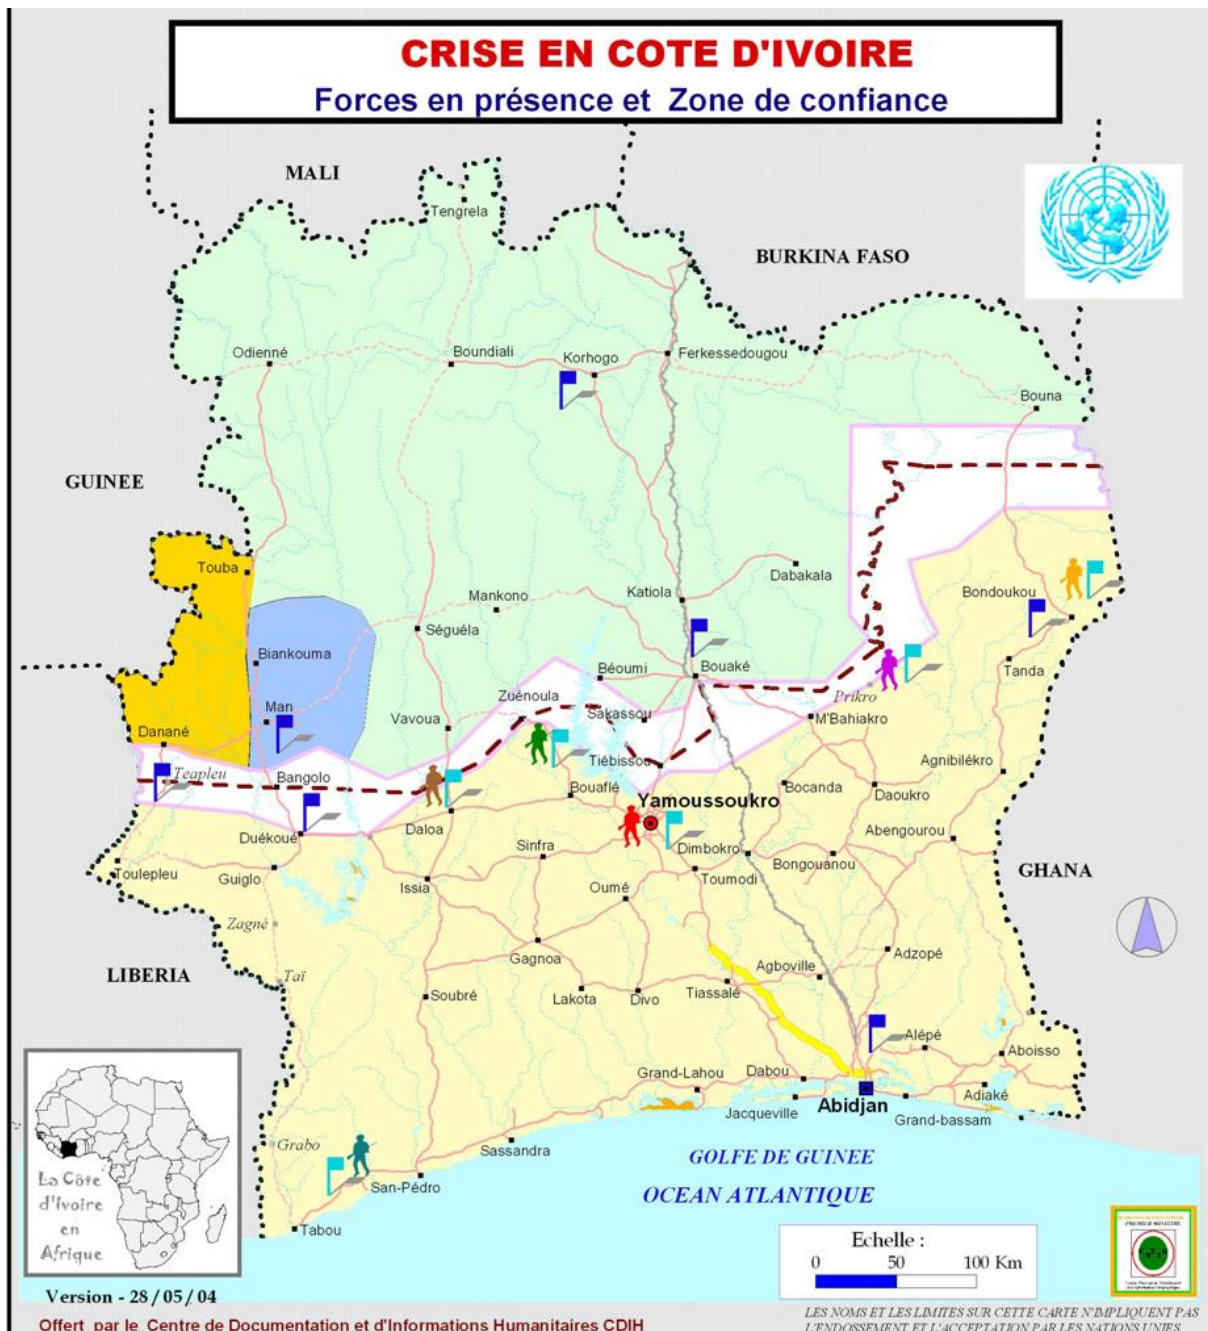 CRISE EN COTE D'IVOIRE
Forces en présence et Zone de confiance
MALI
Tengrela
BURKINA FASO
Odienné
Boundiali
Korhogo
Ferkessedougou
Bouna
GUINEE
Touba
Dabakala
Mankono
Katiola
Bondoukou
Séguéla
Biankouma
Béoumi
Bouaké
Tanda
Zuénoula
Prikro
Man
Vavoua
Sakassou
M'Bahiakro
Danané
Tiébissou
Agnibilékro
Teapleu
Bangolo
Bouaflé
Bocanda
Daoukro
Yamoussoukro
Daloa
Duékoué
Abengourou
Sinfra
Dimbokro
Bongouanou
GHANA
Toulepleu
Guiglo
Issia
Oumé
Toumodi
Zagné
Gagnoa
Adzopé
LIBERIA
Taï
Agboville
Soubré
Lakota
Divo
Tiassalé
Alépé
Aboisso
Grand-Lahou
Dabou
Adiaké
Jacqueville
Abidjan
Grand-bassam
Grabo
Sassandra
GOLFE DE GUINEE
San-Pédro
OCEAN ATLANTIQUE
Tabou
La Côte
d'Ivoire
en
Afrique
Echelle :
0 50 100 Km
PREMIER MINISTRE
Version - 28/05/04
LES NOMS ET LES LIMITES SUR CETTE CARTE N'IMPLIQUENT PAS
L'ENDOSSEMENT ET L'ACCEPTATION PAR LES NATIONS UNIES
Offert par le Centre de Documentation et d'Informations Humanitaires CDIH